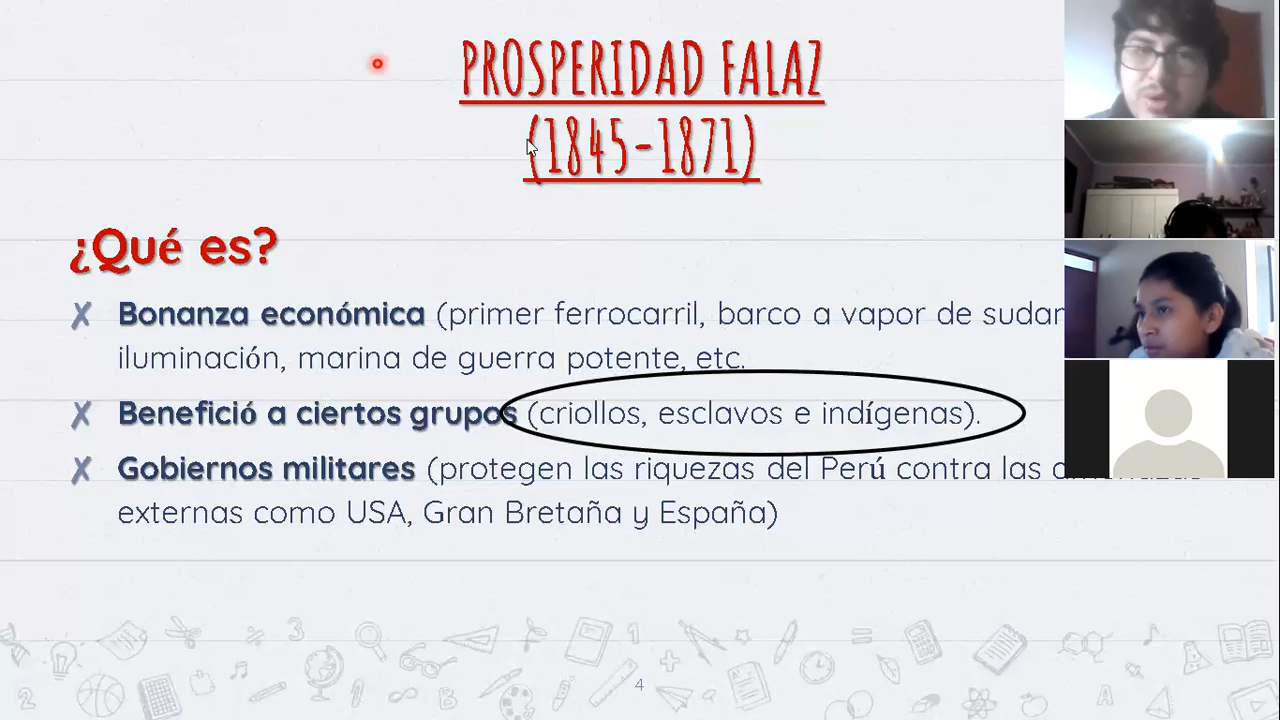 PROSPERIDAD FALAZ
(1845-1871)
¿Qué es?
✗ Bonanza económica (primer ferrocarril, barco a vapor de sudam
iluminación, marina de guerra potente, etc.
✗ Benefició a ciertos grupos (criollos, esclavos e indígenas).
✗ Gobiernos militares (protegen las riquezas del Perú contra las
externas como USA, Gran Bretaña y España)
4